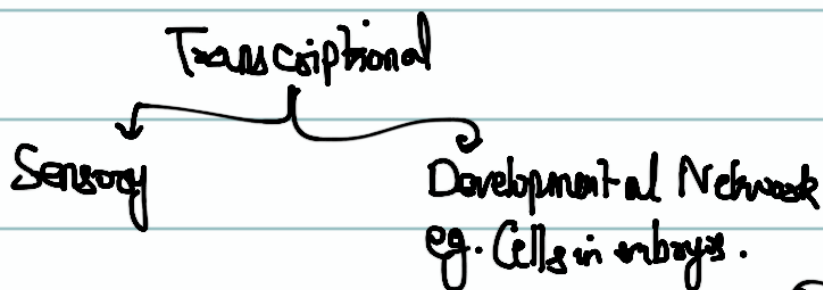 Transcriptional
Sensory
Developmental Network
eg. Cells in embryos.